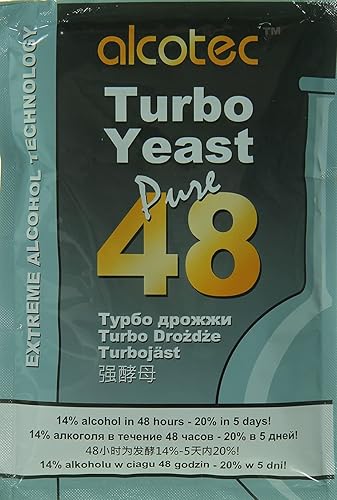 alcotec™
Turbo
Yeast
Pure
48
EXTREME ALCOHOL TECHNOLOGY
Турбо дрожжи
Turbo Drożdże
Turbojäst
强酵母
14% alcohol in 48 hours - 20% in 5 days!
14% алкоголя в течение 48 часов - 20% в 5 дней!
48小时为发酵14%-5天内20%!
14% alkoholu w ciągu 48 godzin - 20% w 5 dni!